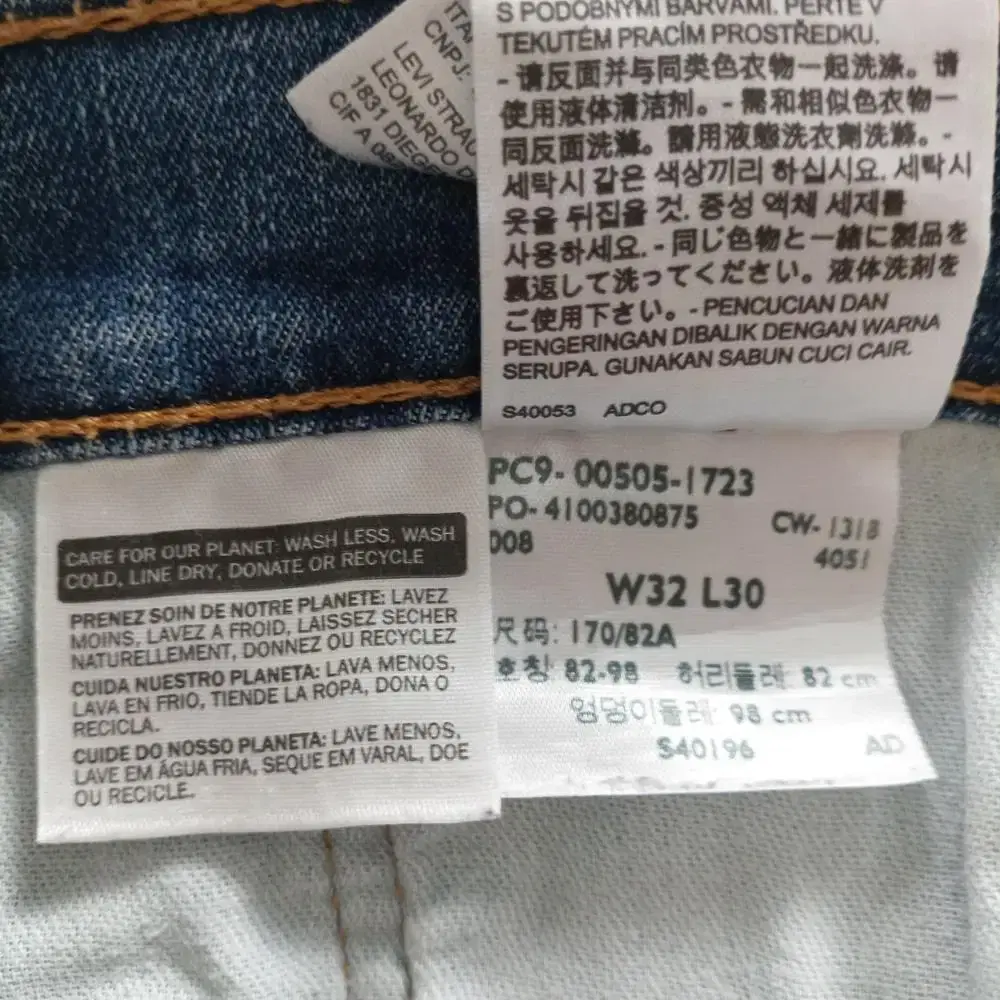 CNPJ:
LEVI STRAU
LEONARDO D
1831 DIEG
CIF A
S PODOBNÝMI BARVAMI. PERTE V
TEKUTÉM PRACÍM PROSTŘEDKU.
- 请反面并与同类色衣物一起洗涤。请
使用液体清洁剂。- 需和相似色衣物一
同反面洗滌。請用液態洗衣劑洗滌。-
세탁시 같은 색상끼리 하십시요. 세탁시
옷을 뒤집을 것. 중성 액체 세제를
사용하세요. - 同じ色物と一緒に製品を
裏返して洗ってください。液体洗剤を
ご使用下さい。- PENCUCIAN DAN
PENGERINGAN DIBALIK DENGAN WARNA
SERUPA. GUNAKAN SABUN CUCI CAIR.
S40053 ADCO
CARE FOR OUR PLANET: WASH LESS, WASH
COLD, LINE DRY, DONATE OR RECYCLE
PRENEZ SOIN DE NOTRE PLANETE: LAVEZ
MOINS, LAVEZ A FROID, LAISSEZ SECHER
NATURELLEMENT, DONNEZ OU RECYCLEZ
CUIDA NUESTRO PLANETA: LAVA MENOS,
LAVA EN FRIO, TIENDE LA ROPA, DONA O
RECICLA.
CUIDE DO NOSSO PLANETA: LAVE MENOS,
LAVE EM ÁGUA FRIA, SEQUE EM VARAL, DOE
OU RECICLE.
PC9- 00505-1723
PO- 4100380875 CW- 1318
008 4051
W32 L30
尺码: 170/82A
호칭: 82-98 허리둘레: 82 cm
엉덩이둘레: 98 cm
S40196 AD